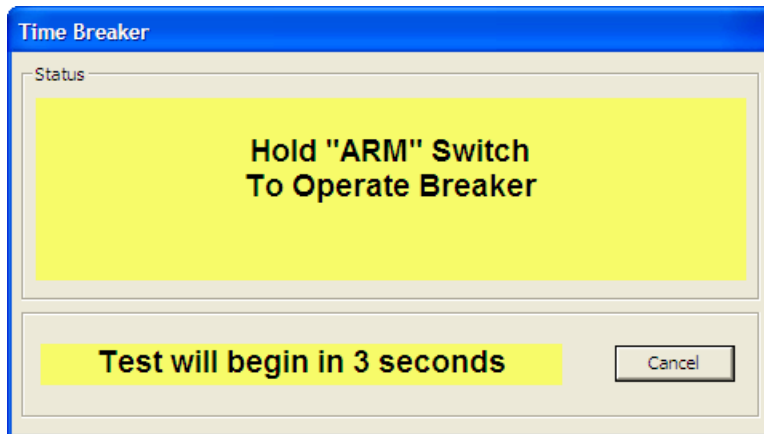 Time Breaker
Status
Hold "ARM" Switch
To Operate Breaker
Test will begin in 3 seconds
Cancel